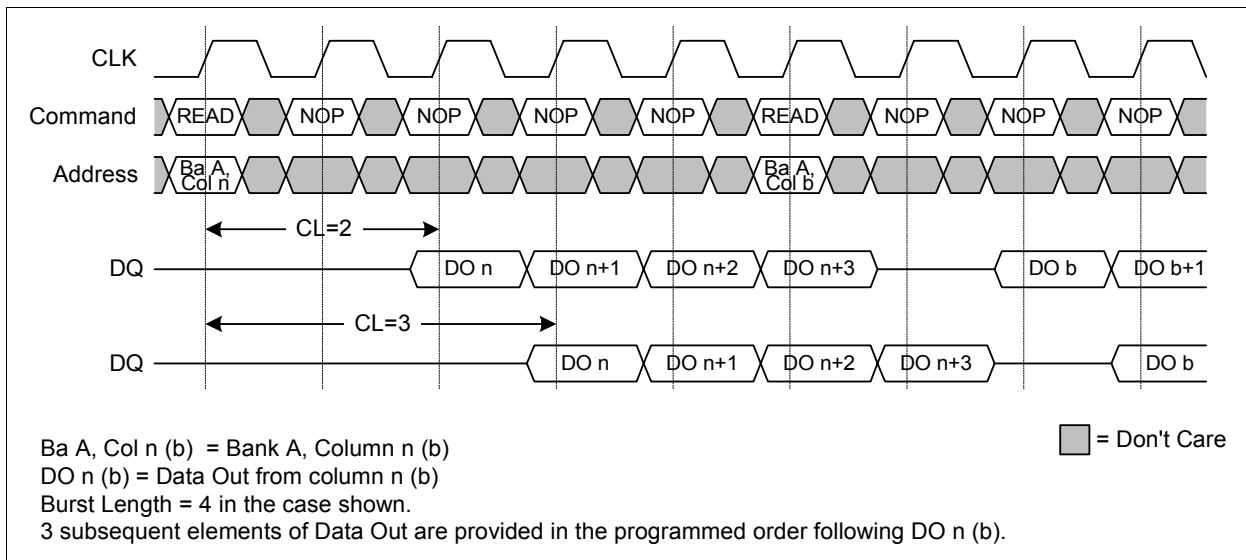 CLK
Command READ NOP NOP NOP NOP READ NOP NOP NOP
Address Ba A, Col n Ba A, Col b
CL=2
DQ DO n DO n+1 DO n+2 DO n+3 DO b DO b+1
CL=3
DQ DO n DO n+1 DO n+2 DO n+3 DO b
Ba A, Col n (b) = Bank A, Column n (b)
= Don't Care
DO n (b) = Data Out from column n (b)
Burst Length = 4 in the case shown.
3 subsequent elements of Data Out are provided in the programmed order following DO n (b).